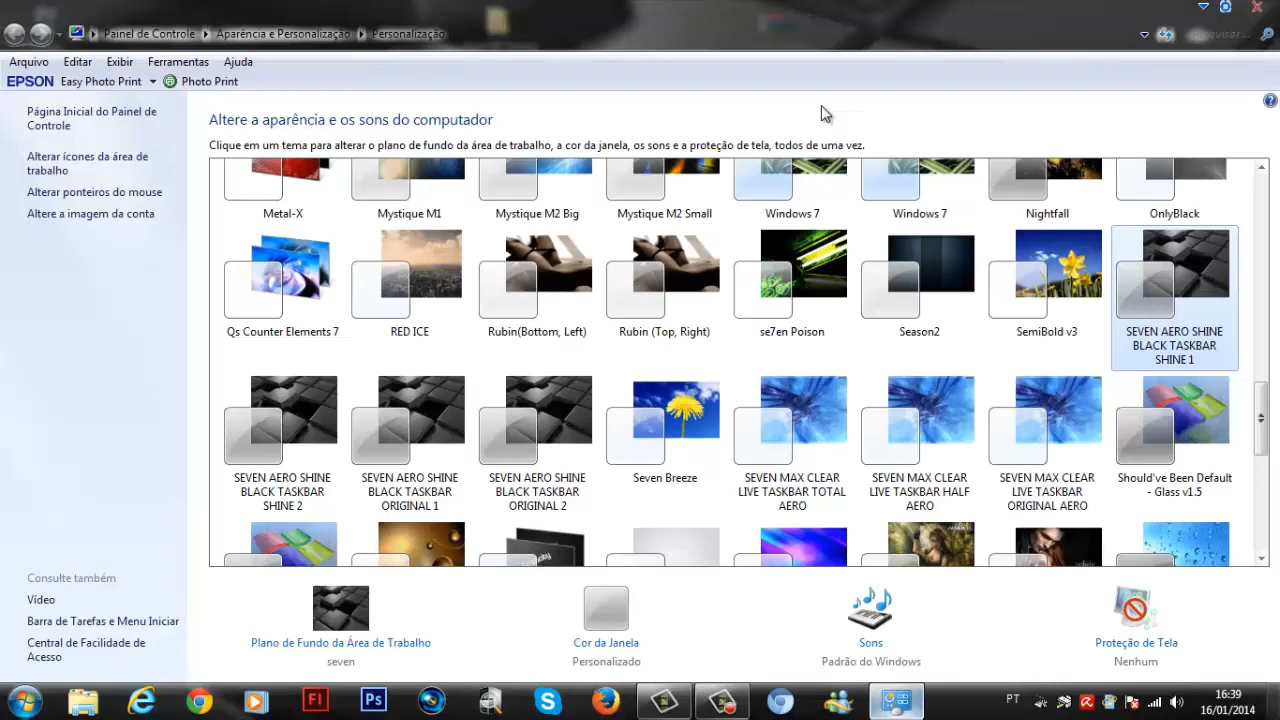 Painel de Controle Aparência e Personalização Personalização
Arquivo Editar Exibir Ferramentas Ajuda
EPSON Easy Photo Print Photo Print
Página Inicial do Painel de
Controle
Alterar ícones da área de
trabalho
Alterar ponteiros do mouse
Altere a imagem da conta
Altere a aparência e os sons do computador
Clique em um tema para alterar o plano de fundo da área de trabalho, a cor da janela, os sons e a proteção de tela, todos de uma vez.
Metal-X
Mystique M1
Mystique M2 Big
Mystique M2 Small
Windows 7
Windows 7
Nightfall
OnlyBlack
Qs Counter Elements 7
RED ICE
Rubin(Bottom, Left)
Rubin (Top, Right)
se7en Poison
Season2
SemiBold v3
SEVEN AERO SHINE
BLACK TASKBAR
SHINE 1
SEVEN AERO SHINE
BLACK TASKBAR
SHINE 2
SEVEN AERO SHINE
BLACK TASKBAR
ORIGINAL 1
SEVEN AERO SHINE
BLACK TASKBAR
ORIGINAL 2
Seven Breeze
SEVEN MAX CLEAR
LIVE TASKBAR TOTAL
AERO
SEVEN MAX CLEAR
LIVE TASKBAR HALF
AERO
SEVEN MAX CLEAR
LIVE TASKBAR
ORIGINAL AERO
Should've Been Default
- Glass v1.5
Consulte também
Vídeo
Barra de Tarefas e Menu Iniciar
Central de Facilidade de
Acesso
Plano de Fundo da Área de Trabalho
seven
Cor da Janela
Personalizado
Sons
Padrão do Windows
Proteção de Tela
Nenhum
Fl
Ps
PT
16:39
16/01/2014